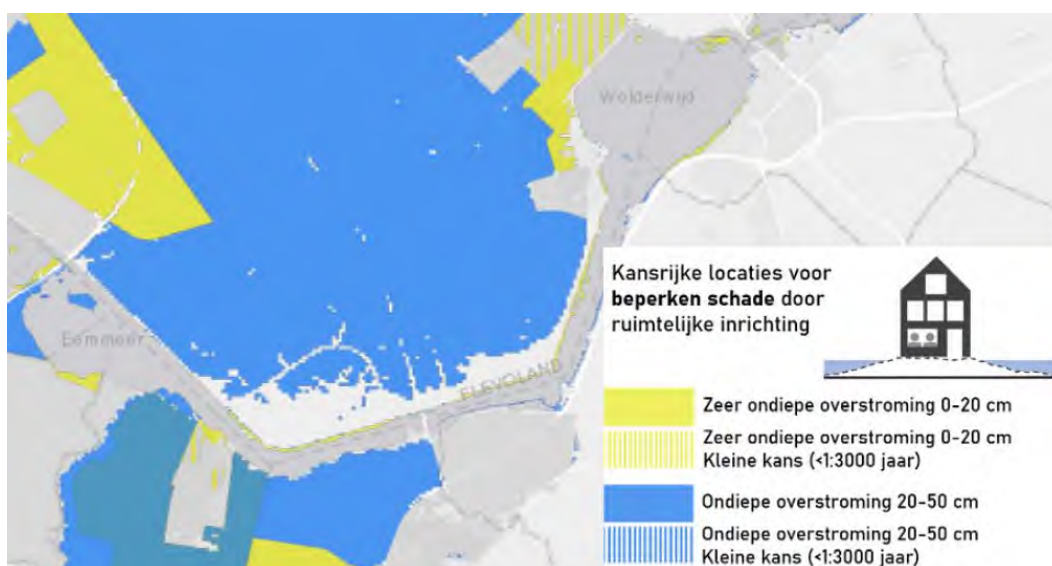 Wolderwijd
Eemmeer
FLEVOLAND
Kansrijke locaties voor
beperken schade door
ruimtelijke inrichting
Zeer ondiepe overstroming 0-20 cm
Zeer ondiepe overstroming 0-20 cm
Kleine kans (<1:3000 jaar)
Ondiepe overstroming 20-50 cm
Ondiepe overstroming 20-50 cm
Kleine kans (<1:3000 jaar)